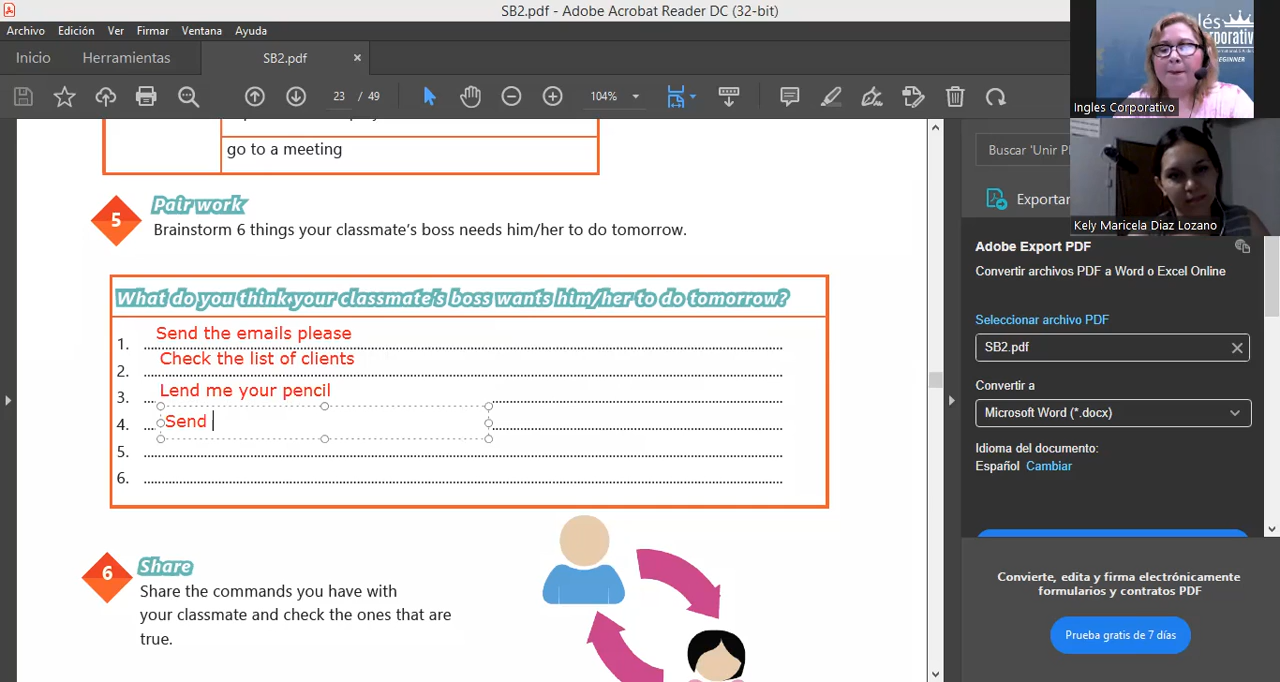 SB2.pdf - Adobe Acrobat Reader DC (32-bit)
Archivo Edición Ver Firmar Ventana Ayuda
Inicio Herramientas SB2.pdf ×
23 / 49 104%
go to a meeting
5 Pair work
Brainstorm 6 things your classmate's boss needs him/her to do tomorrow.
What do you think your classmate's boss wants him/her to do tomorrow?
1. Send the emails please
2. Check the list of clients
3. Lend me your pencil
4. Send
5.
6.
6 Share
Share the commands you have with
your classmate and check the ones that are
true.
Ingles Corporativo
Kely Maricela Diaz Lozano
Buscar 'Unir
Exportar
Adobe Export PDF
Convertir archivos PDF a Word o Excel Online
Seleccionar archivo PDF
SB2.pdf
Convertir a
Microsoft Word (*.docx)
Idioma del documento:
Español Cambiar
Convierte, edita y firma electrónicamente
formularios y contratos PDF
Prueba gratis de 7 días